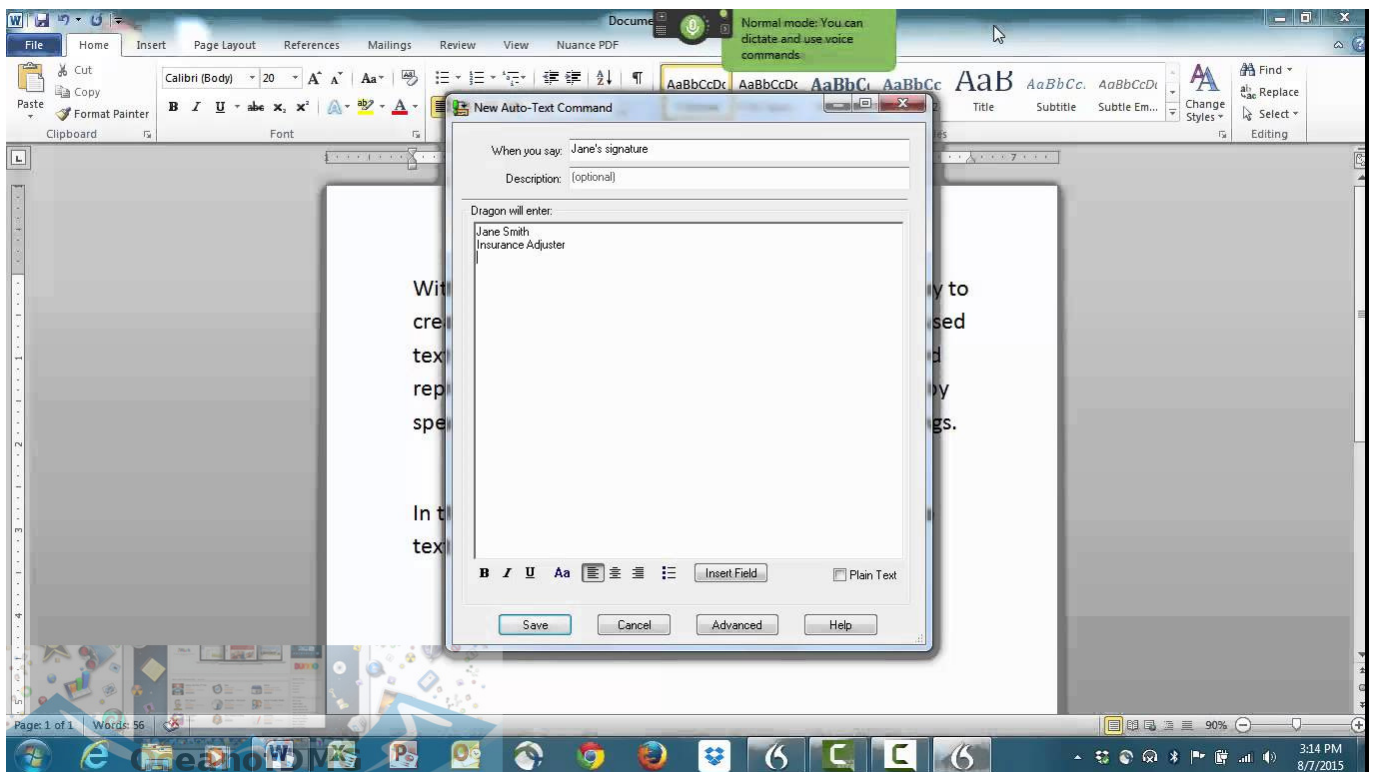 Docume
Normal mode: You can
dictate and use voice
commands
File Home Insert Page Layout References Mailings Review View Nuance PDF
Cut
Copy
Format Painter
Paste
Clipboard
Calibri (Body) 20
Font
AaBbCcDc AaBbCcDc AaBbC AaBbCc AaB AaBbCc. AaBbCcDc
Title Subtitle Subtle Em...
Change
Styles
Find
Replace
Select
Editing
New Auto-Text Command
When you say: Jane's signature
Description: (optional)
Dragon will enter:
Jane Smith
Insurance Adjuster
Insert Field
Plain Text
Save Cancel Advanced Help
Wit y to
cre sed
tex
rep by
spe gs.
In t
tex
Page: 1 of 1 Words: 56
90%
3:14 PM
8/7/2015